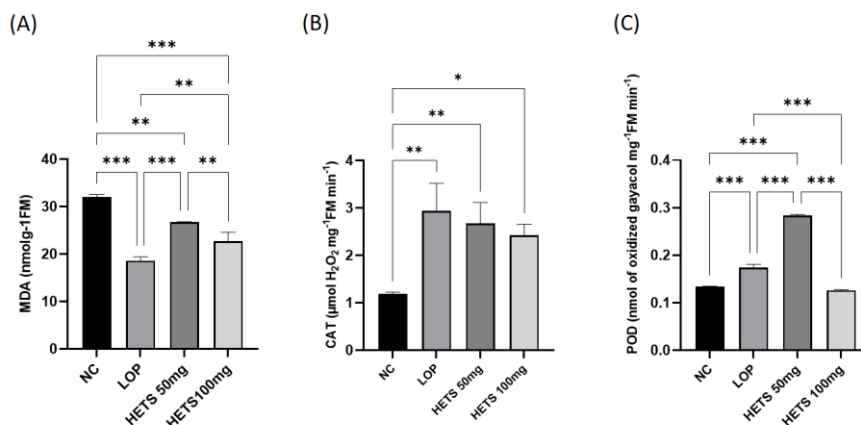 (A)
***
**
**
***
***
**
MDA (nmolg-1FM)
40
30
20
10
0
NC
LOP
HETS 50mg
HETS100mg
(B)
*
**
**
CAT (µmol H₂O₂ mg⁻¹FM min⁻¹)
4
3
2
1
0
NC
LOP
HETS 50mg
HETS 100mg
(C)
***
***
***
***
***
POD (nmol of oxidized gayacol mg⁻¹FM min⁻¹)
0.4
0.3
0.2
0.1
0.0
NC
LOP
HETS 50mg
HETS 100mg